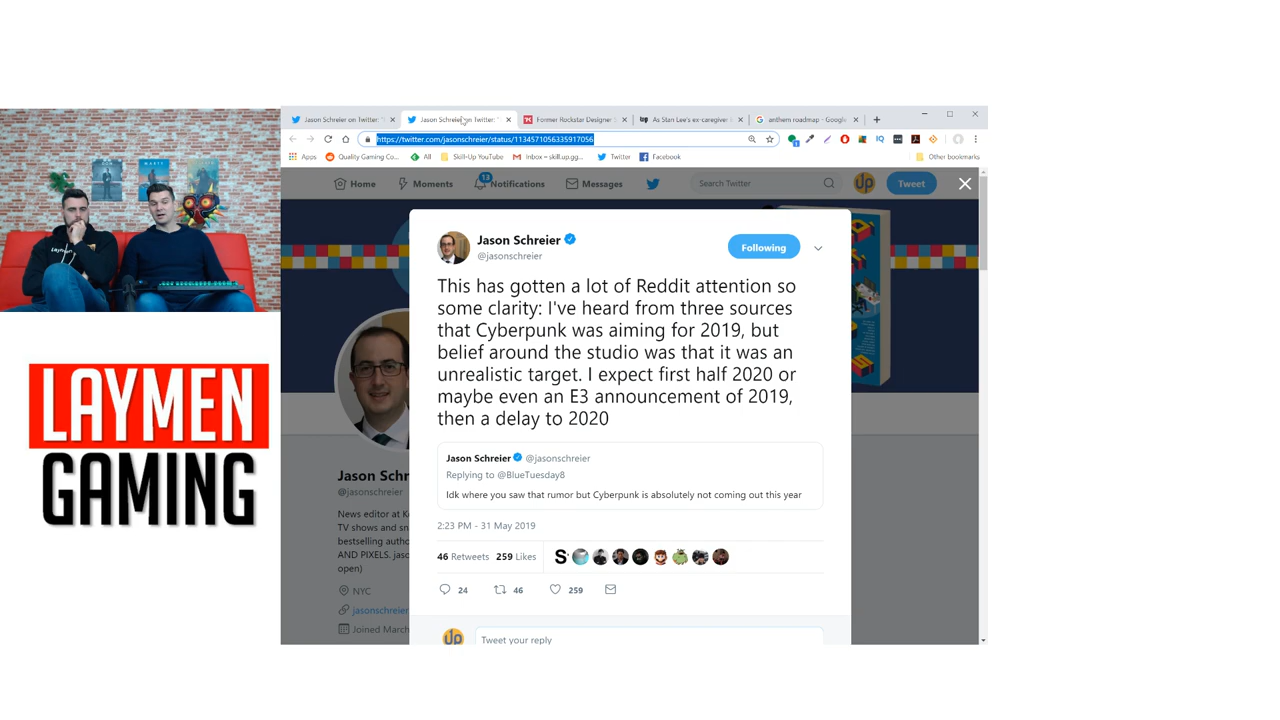 Jason Schreier on Twitter: "
Jason Schreier on Twitter: "
Former Rockstar Designer
As Stan Lee's ex-caregiver
anthem roadmap - Google
https://twitter.com/jasonschreier/status/1134571056335917056
Apps
Quality Gaming Co...
All
Skill-Up YouTube
Inbox – skill.up.gg...
Twitter
Facebook
Other bookmarks
Home
Moments
13
Notifications
Messages
Search Twitter
up
Tweet
Jason Schreier
@jasonschreier
Following
This has gotten a lot of Reddit attention so
some clarity: I've heard from three sources
that Cyberpunk was aiming for 2019, but
belief around the studio was that it was an
unrealistic target. I expect first half 2020 or
maybe even an E3 announcement of 2019,
then a delay to 2020
Jason Schreier @jasonschreier
Replying to @BlueTuesday8
Idk where you saw that rumor but Cyberpunk is absolutely not coming out this year
2:23 PM - 31 May 2019
46 Retweets 259 Likes
24
46
259
up
Tweet your reply
Jason Schr
@jasonschreier
News editor at K
TV shows and sn
bestselling autho
AND PIXELS. jaso
open)
NYC
jasonschreier
Joined March
LAYMEN
GAMING